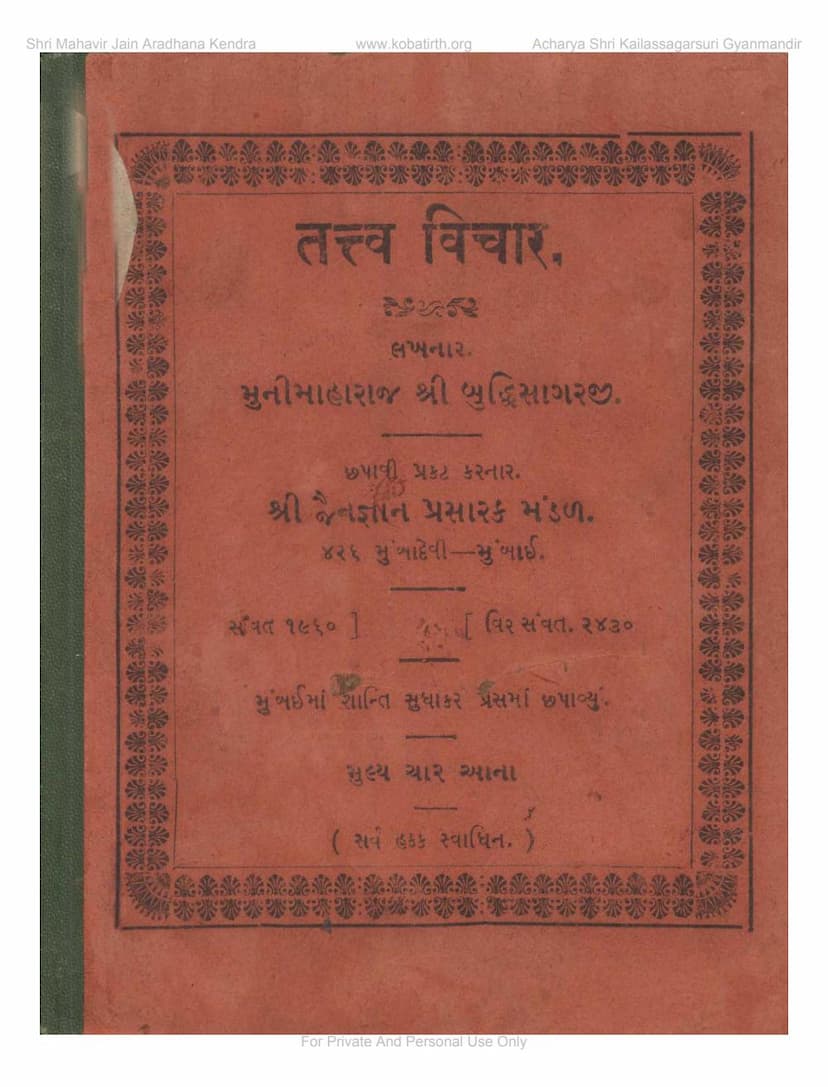 Shri Mahavir Jain Aradhana Kendra www.kobatirth.org Acharya Shri Kailassagarsuri Gyanmandir
तत्त्व विचार.
લખનાર.
મુનીમાહારાજ શ્રી બુદ્ધિસાગરજી.
છપાવી પ્રકટ કરનાર.
શ્રી જૈનજ્ઞાન પ્રસારક મંડળ.
૪૨૬ મુંબાદેવી—મુંબાઈ.
સંવત ૧૯૬૦ ] [ વિર સંવત. ૨૪૩૦
મુંબઈમાં શાન્તિ સુધાકર પ્રેસમાં છપાવ્યું.
મુલ્ય ચાર આના
( સર્વ હકક સ્વાધિન. )
For Private And Personal Use Only